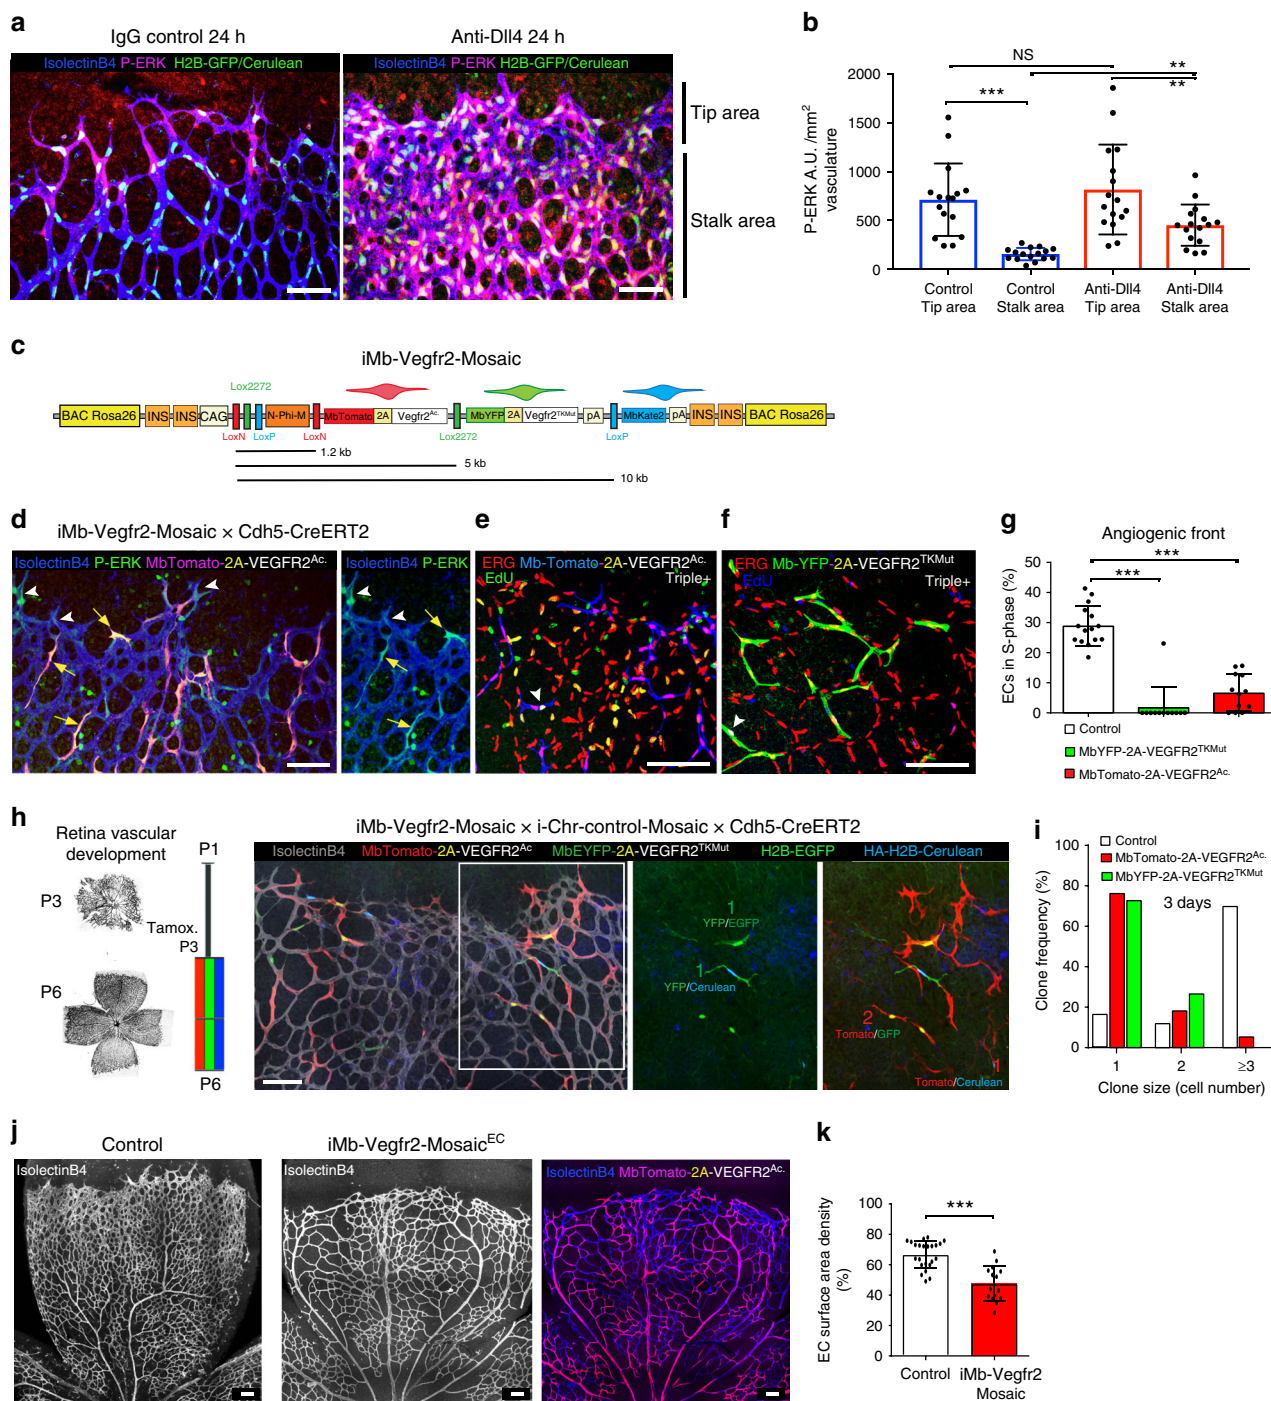 a
IgG control 24 h
IsolectinB4 P-ERK H2B-GFP/Cerulean
Anti-Dll4 24 h
IsolectinB4 P-ERK H2B-GFP/Cerulean
Tip area
Stalk area
b
P-ERK A.U. /mm2
vasculature
2000
1500
1000
500
0
NS
***
**
**
Control
Tip area
Control
Stalk area
Anti-Dll4
Tip area
Anti-Dll4
Stalk area
c
iMb-Vegfr2-Mosaic
Lox2272
BAC Rosa26
INS
INS
CAG
N-Phi-M
MbTomato
2A
Vegfr2Ac.
MbYFP
2A
Vegfr2TKMut
pA
MbKate2
pA
INS
INS
BAC Rosa26
LoxN
LoxP
LoxN
Lox2272
LoxP
1.2 kb
5 kb
10 kb
d
iMb-Vegfr2-Mosaic × Cdh5-CreERT2
IsolectinB4 P-ERK MbTomato-2A-VEGFR2Ac.
IsolectinB4 P-ERK
e
ERG Mb-Tomato-2A-VEGFR2Ac.
EdU
Triple+
f
ERG Mb-YFP-2A-VEGFR2TKMut
EdU
Triple+
g
Angiogenic front
ECs in S-phase (%)
50
40
30
20
10
0
***
***
Control
MbYFP-2A-VEGFR2TKMut
MbTomato-2A-VEGFR2Ac.
h
Retina vascular
development
P1
P3
Tamox.
P3
P6
P6
iMb-Vegfr2-Mosaic × i-Chr-control-Mosaic × Cdh5-CreERT2
IsolectinB4
MbTomato-2A-VEGFR2Ac
MbEYFP-2A-VEGFR2TKMut
H2B-EGFP
HA-H2B-Cerulean
1
YFP/EGFP
1
YFP/Cerulean
2
Tomato/GFP
1
Tomato/Cerulean
i
Control
MbTomato-2A-VEGFR2Ac.
MbYFP-2A-VEGFR2TKMut
3 days
Clone frequency (%)
100
80
60
40
20
0
1
2
≥3
Clone size (cell number)
j
Control
IsolectinB4
iMb-Vegfr2-MosaicEC
IsolectinB4
IsolectinB4 MbTomato-2A-VEGFR2Ac.
k
EC surface area density
(%)
100
80
60
40
20
0
***
Control
iMb-Vegfr2
Mosaic